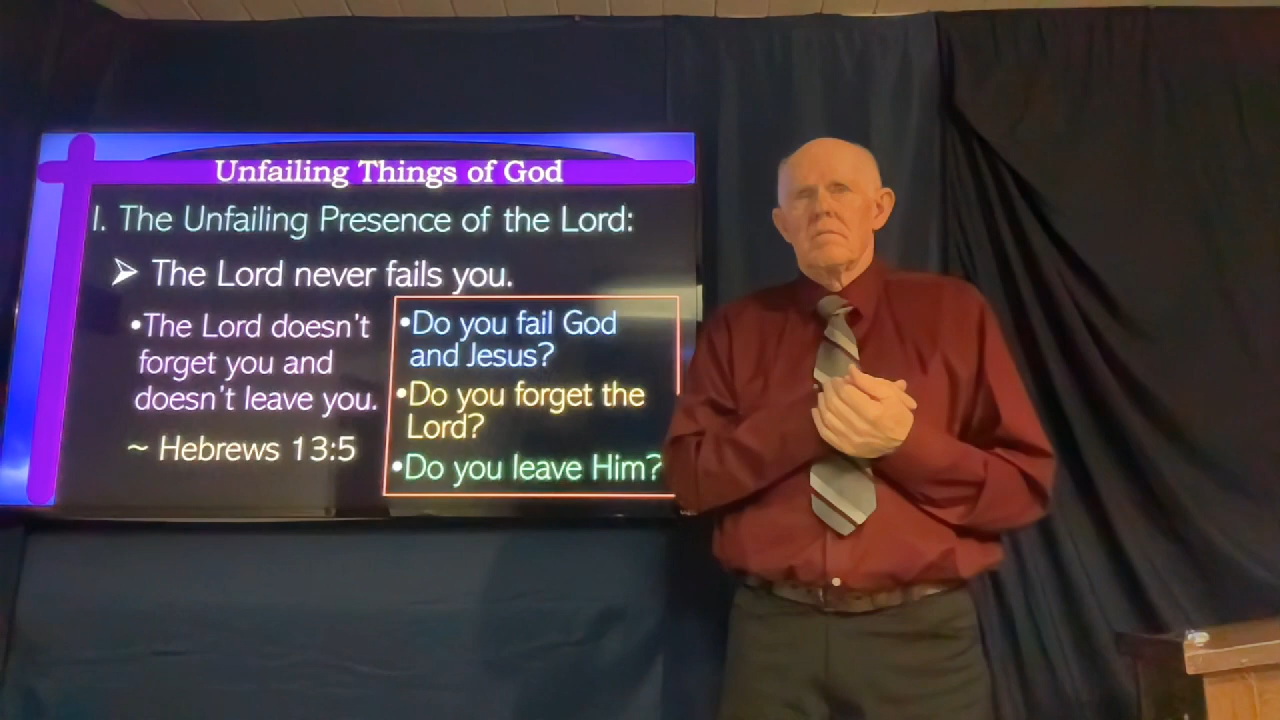 Unfailing Things of God
I. The Unfailing Presence of the Lord:
➢ The Lord never fails you.
•The Lord doesn't
forget you and
doesn't leave you.
~ Hebrews 13:5
•Do you fail God
and Jesus?
•Do you forget the
Lord?
•Do you leave Him?